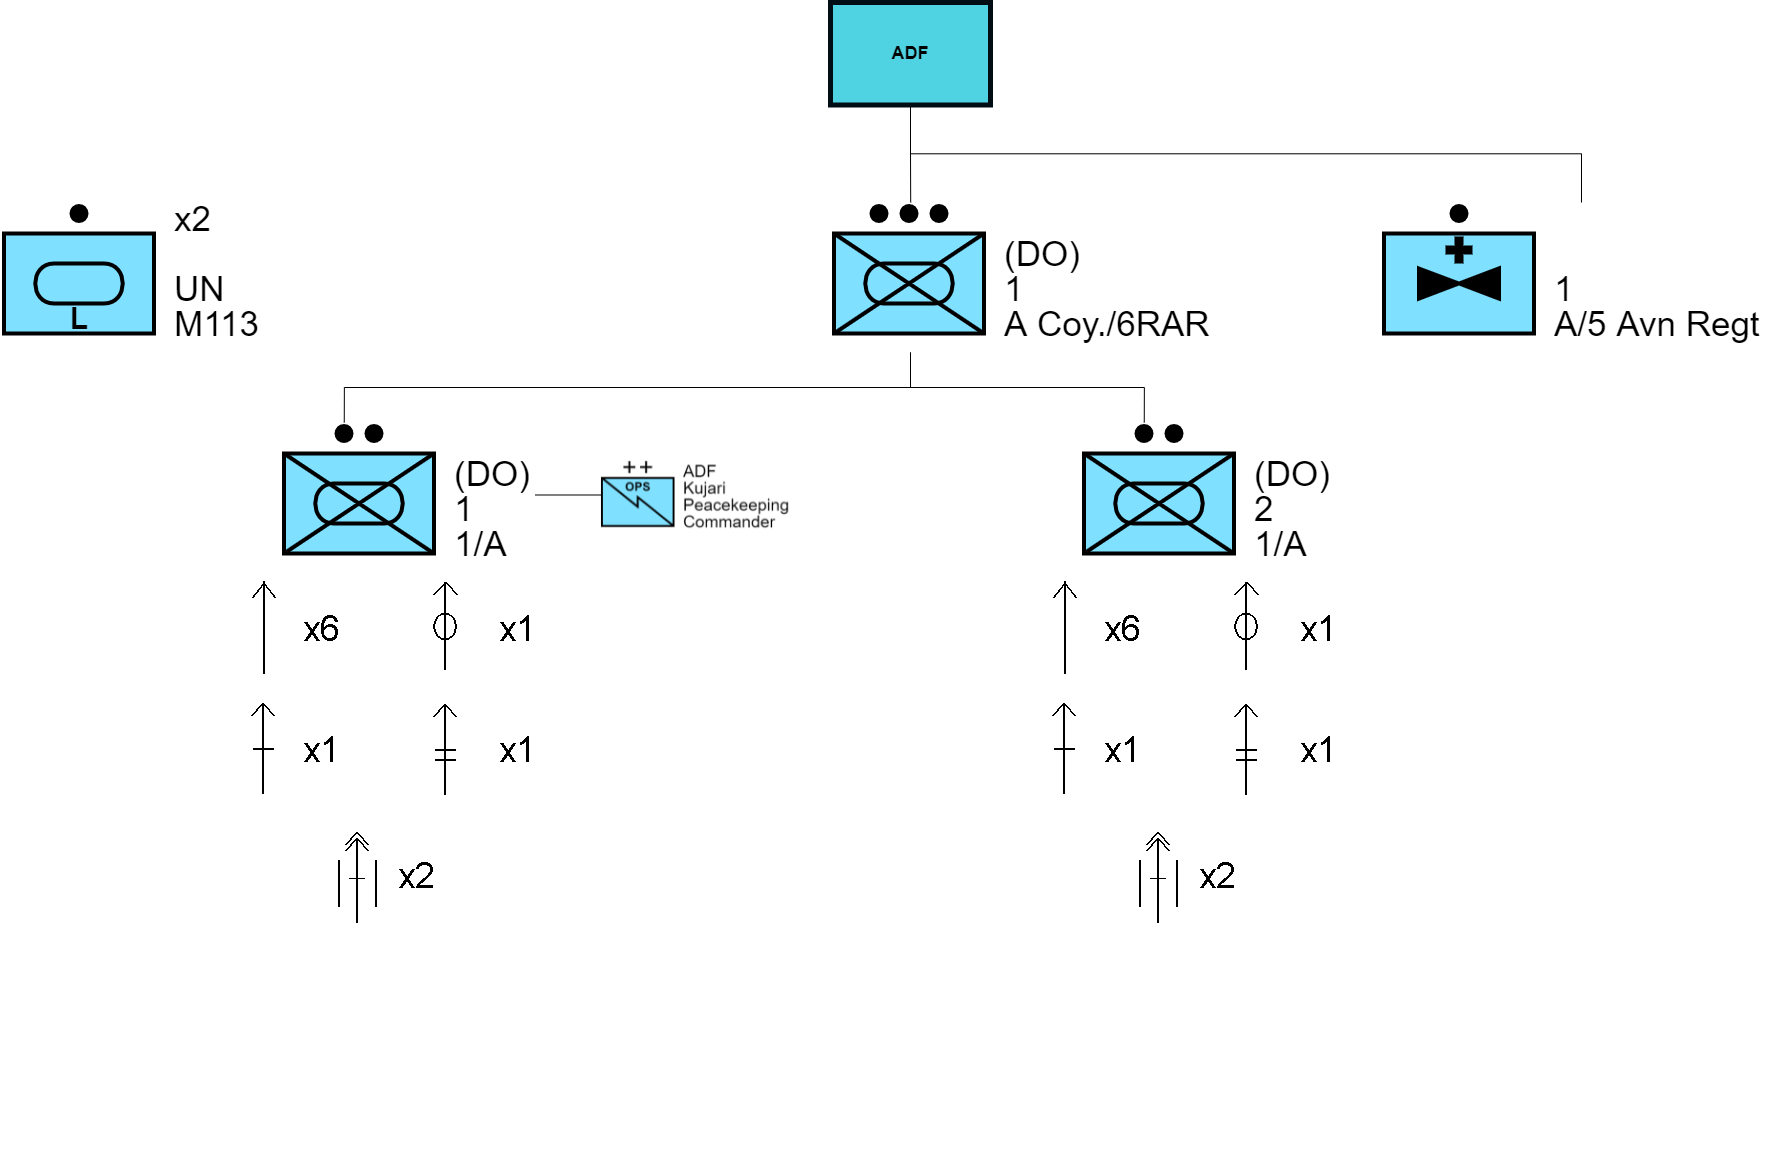 ADF
x2
UN
M113
L
(DO)
1
A Coy./6RAR
1
A/5 Avn Regt
(DO)
1
1/A
OPS
ADF
Kujari
Peacekeeping
Commander
(DO)
2
1/A
x6
x1
x1
x1
x2
x6
x1
x1
x1
x2